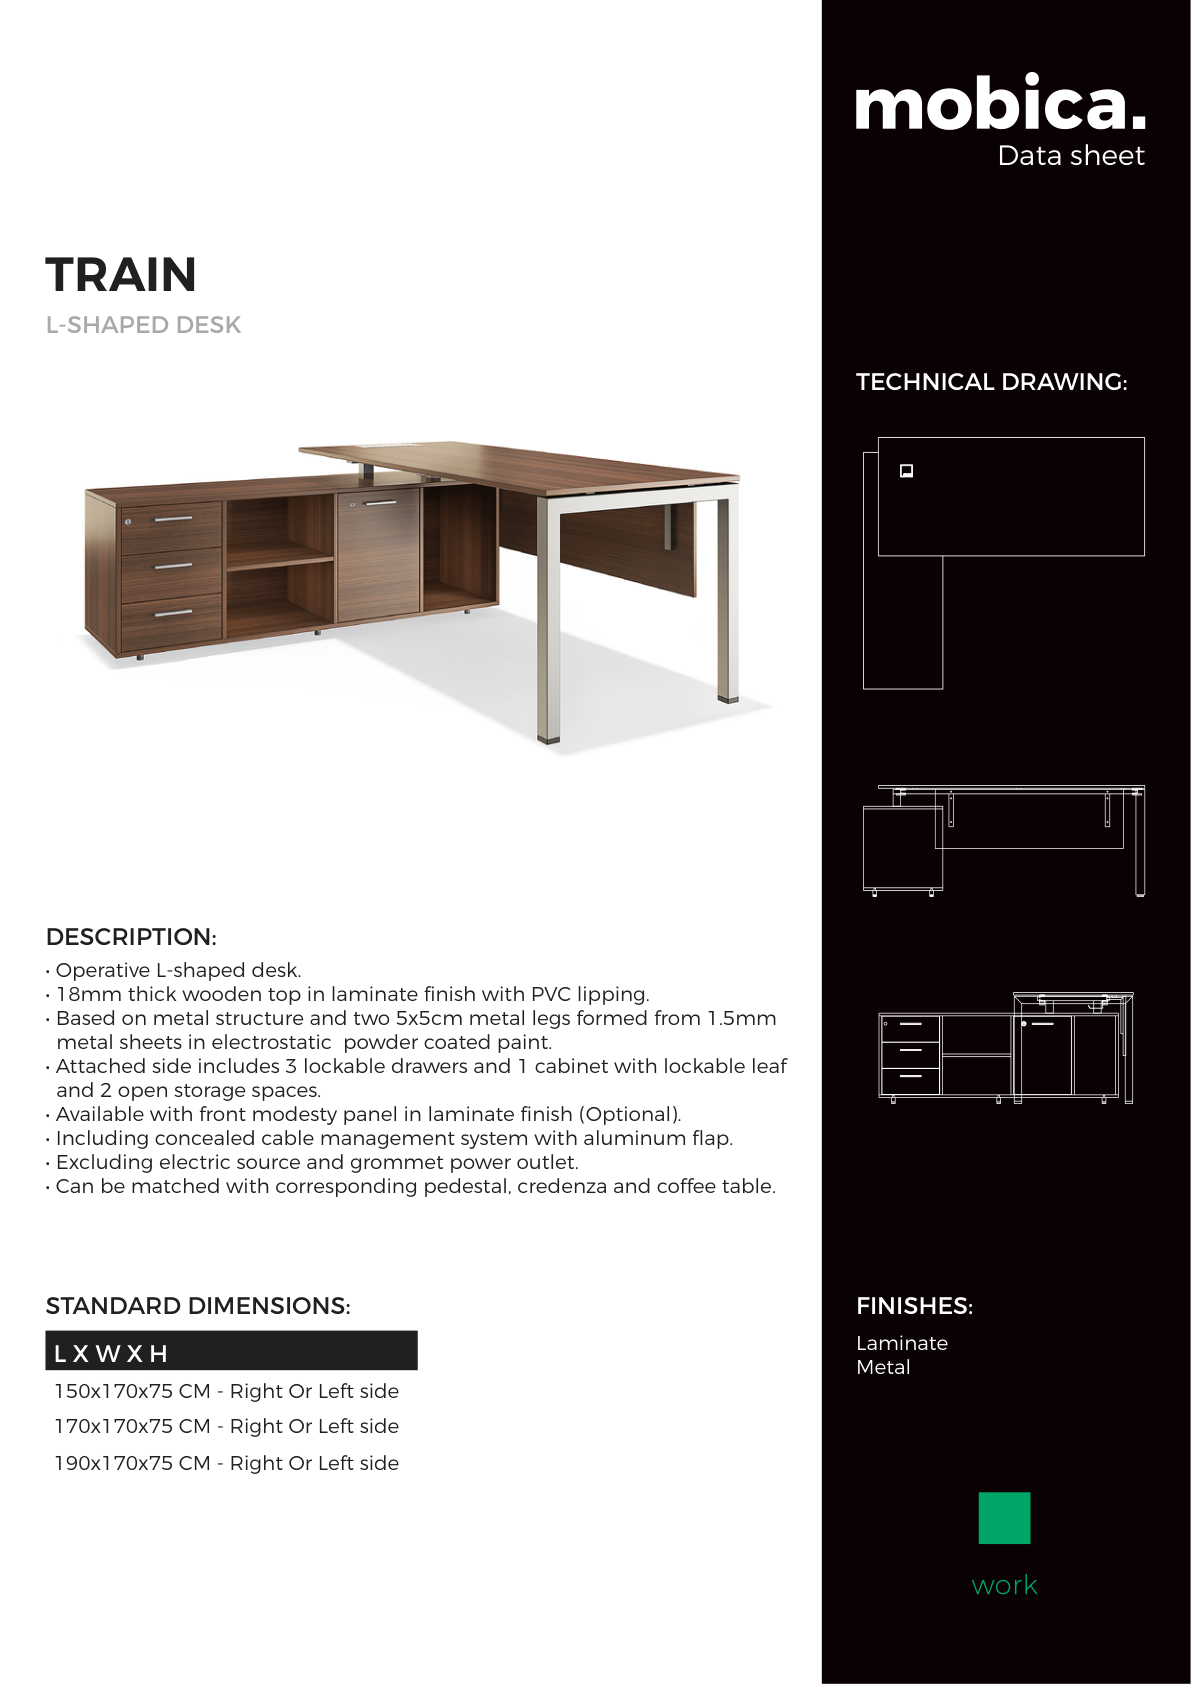 mobica.
Data sheet
TRAIN
L-SHAPED DESK
TECHNICAL DRAWING:
DESCRIPTION:
• Operative L-shaped desk.
• 18mm thick wooden top in laminate finish with PVC lipping.
• Based on metal structure and two 5x5cm metal legs formed from 1.5mm
metal sheets in electrostatic  powder coated paint.
• Attached side includes 3 lockable drawers and 1 cabinet with lockable leaf
and 2 open storage spaces.
• Available with front modesty panel in laminate finish (Optional).
• Including concealed cable management system with aluminum flap.
• Excluding electric source and grommet power outlet.
• Can be matched with corresponding pedestal, credenza and coffee table.
STANDARD DIMENSIONS:
L X W X H
150x170x75 CM - Right Or Left side
170x170x75 CM - Right Or Left side
190x170x75 CM - Right Or Left side
FINISHES:
Laminate
Metal
work